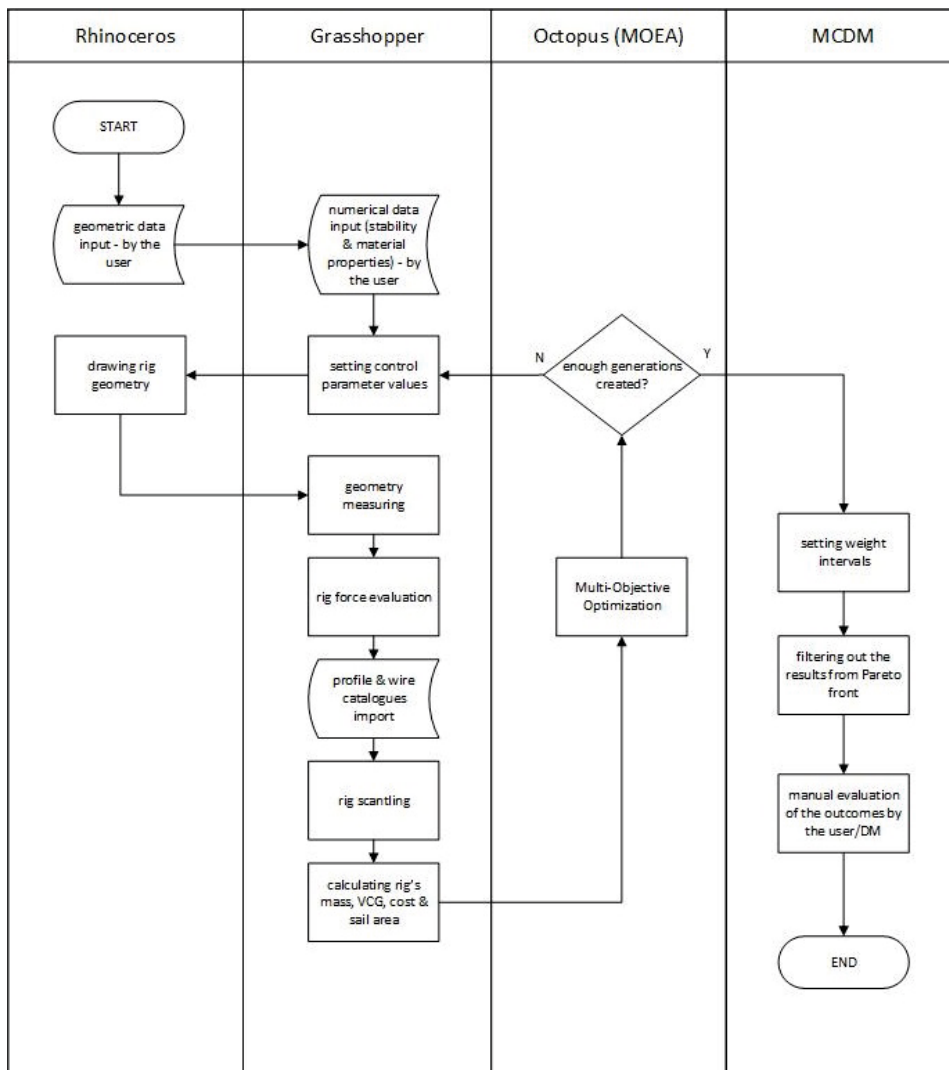 Rhinoceros
Grasshopper
Octopus (MOEA)
MCDM
START
geometric data
input - by the
user
numerical data
input (stability
& material
properties) - by
the user
drawing rig
geometry
setting control
parameter values
N
enough generations
created?
Y
geometry
measuring
setting weight
intervals
rig force evaluation
Multi-Objective
Optimization
profile & wire
catalogues
import
filtering out the
results from Pareto
front
rig scantling
manual evaluation
of the outcomes by
the user/DM
calculating rig's
mass, VCG, cost &
sail area
END